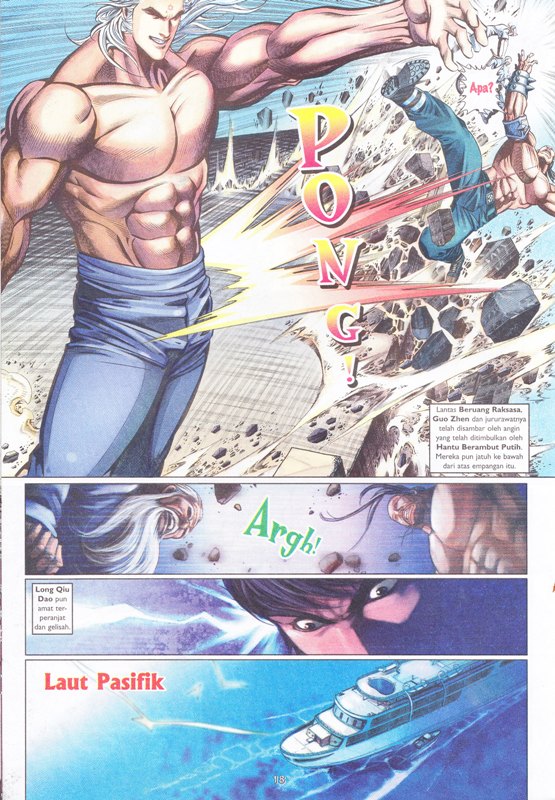 Apa?
PONG!
Lantas Beruang Raksasa,
Guo Zhen dan jururawatnya
telah disambar oleh angin
yang telah ditimbulkan oleh
Hantu Berambut Putih.
Mereka pun jatuh ke bawah
dari atas empangan itu.
Argh!
Long Qiu
Dao pun
amat ter-
peranjat
dan gelisah.
Laut Pasifik
18